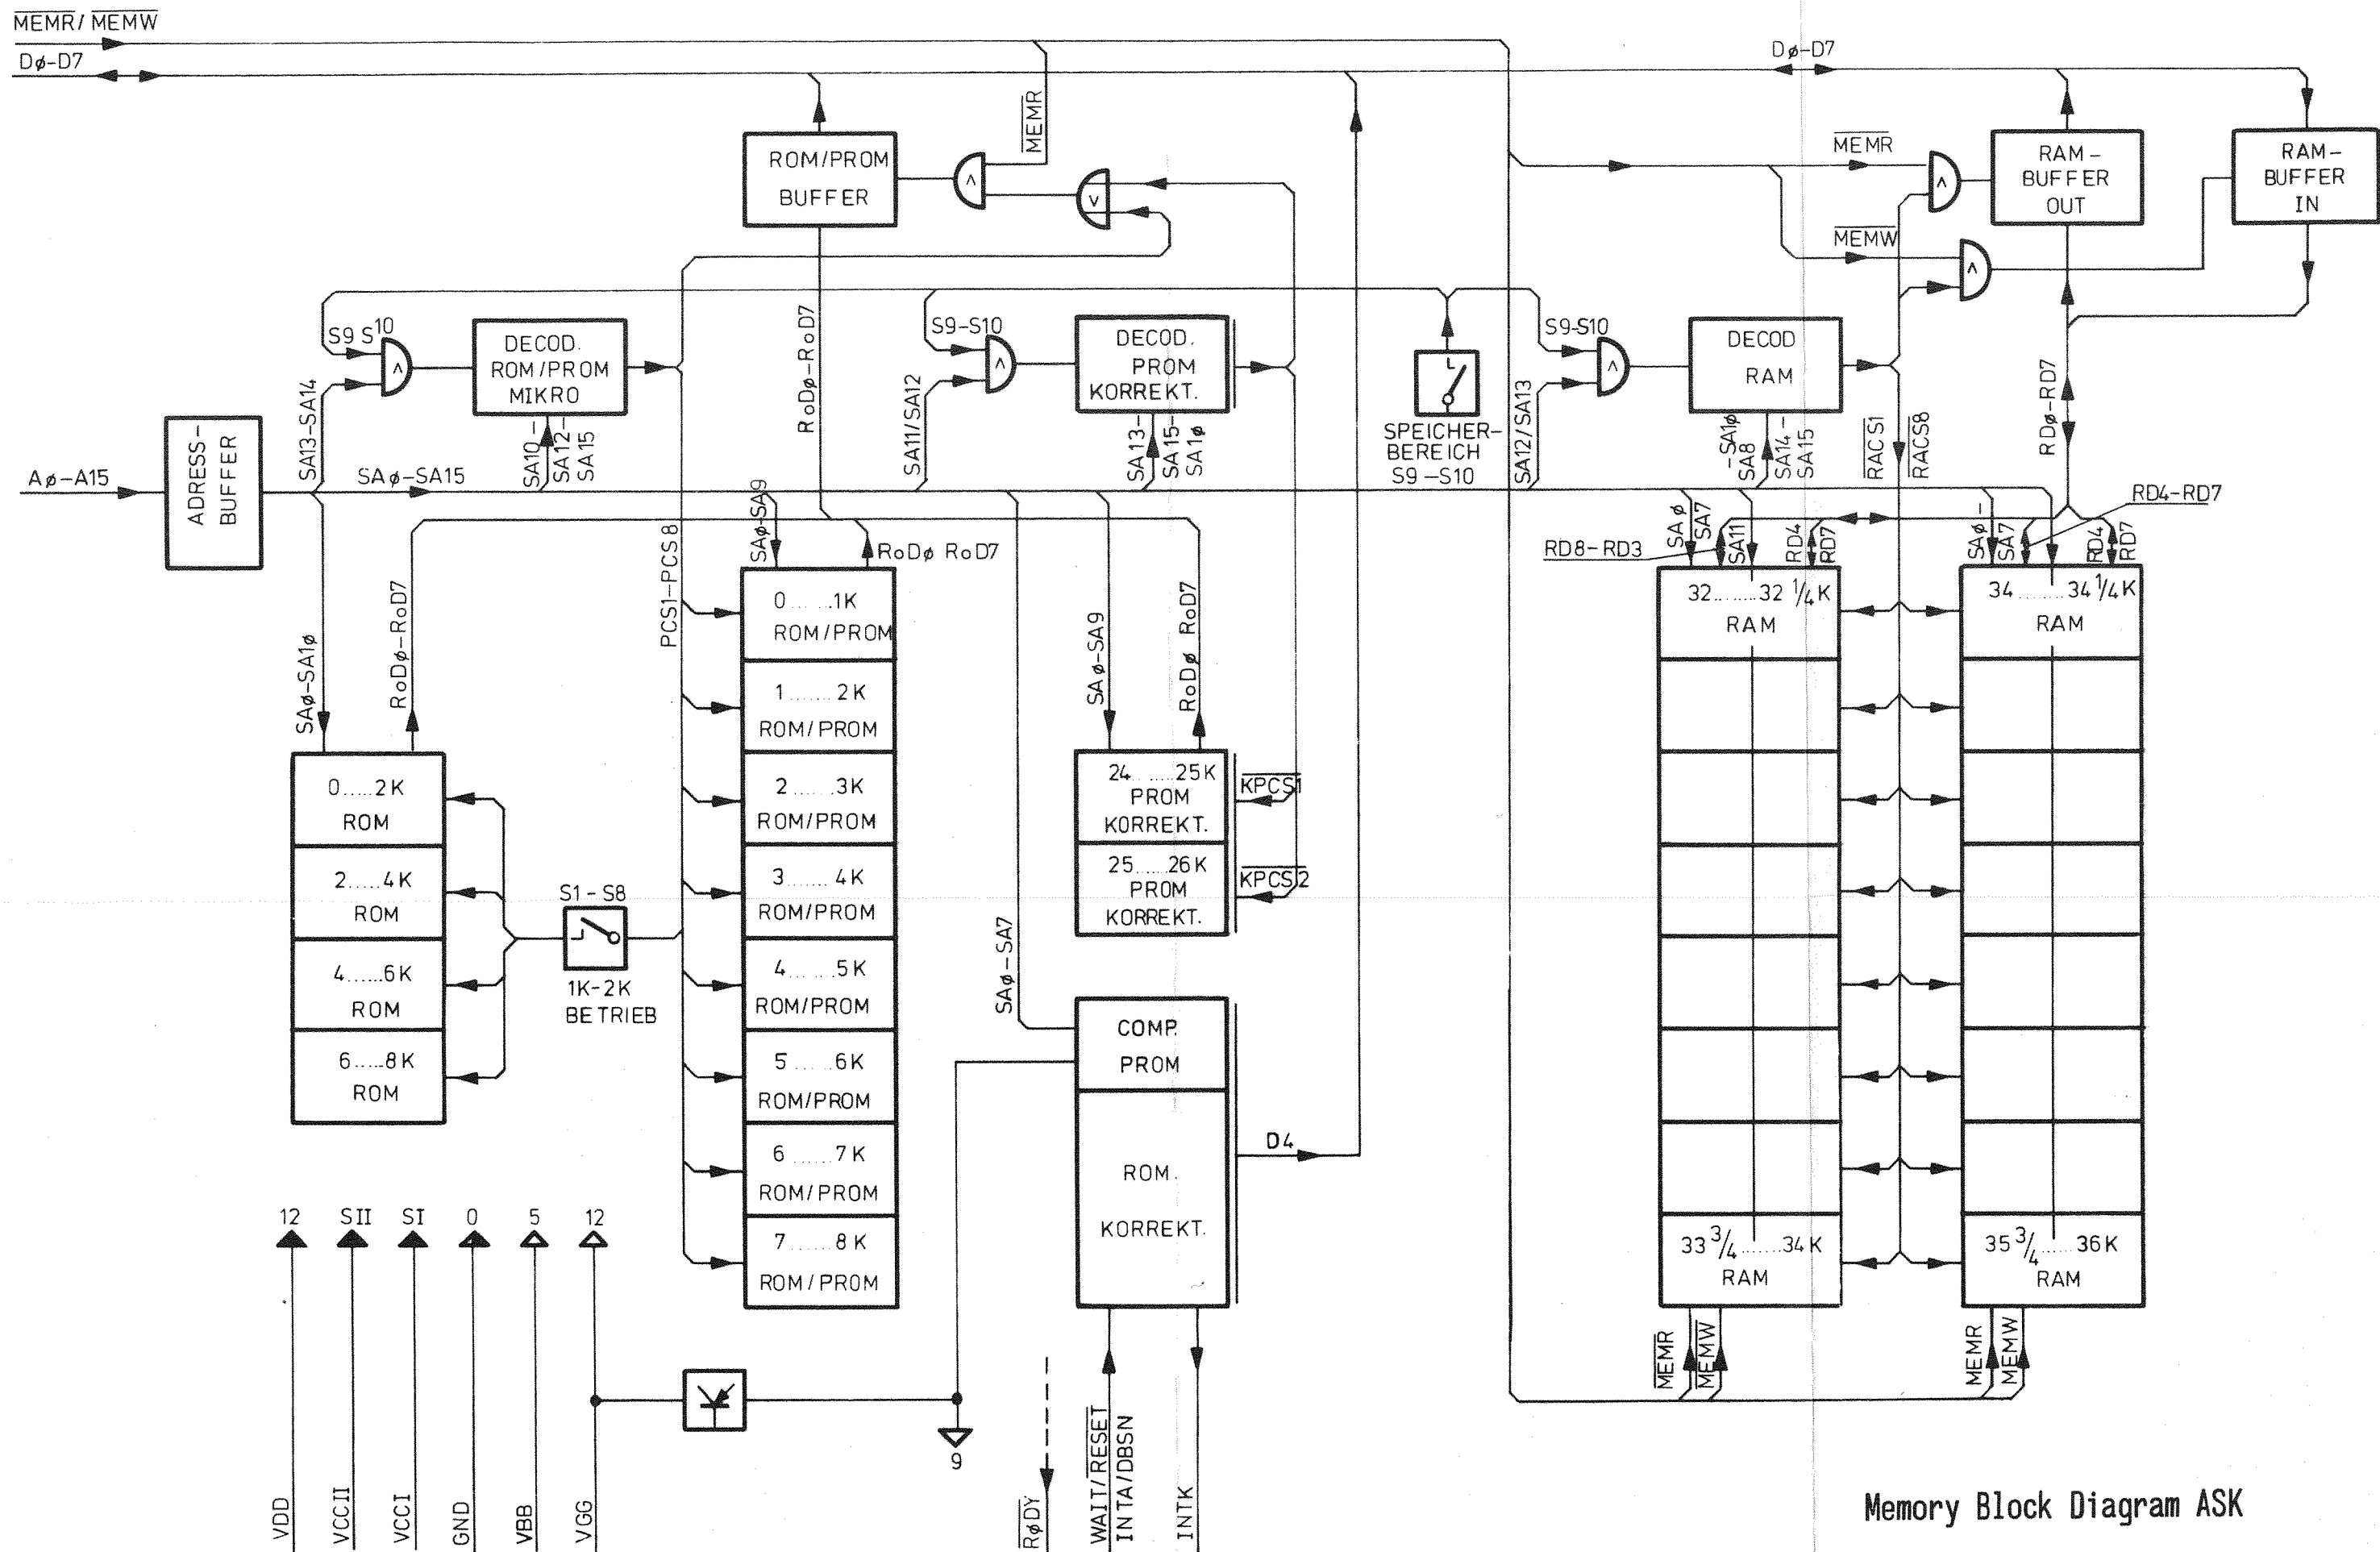 MEMR/ MEMW
DØ-D7
DØ-D7
MEMR
MEMR
MEMW
ROM/PROM
BUFFER
^
v
^
^
RAM-
BUFFER
OUT
RAM-
BUFFER
IN
S9 S10
^
DECOD.
ROM/PROM
MIKRO
RoDØ-RoD7
S9-S10
^
DECOD.
PROM
KORREKT.
SPEICHER-
BEREICH
S9-S10
S9-S10
^
DECOD
RAM
RDØ-RD7
SA13-SA14
SA10-
SA12-
SA15
SA11/SA12
SA13-
SA15-
SA1Ø
SA12/SA13
-SA1Ø
SA8
SA14-
SA15
RACS1
RACS8
ADRESS-
BUFFER
AØ-A15
SAØ-SA15
SAØ-SA9
PCS1-PCS8
RoDØ RoD7
RD8-RD3
SAØ
SA7
SA11
RD4
RD7
SAØ-
SA7
RD4
RD7
RD4-RD7
SAØ-SA1Ø
RoDØ-RoD7
SAØ-SA9
RoDØ RoD7
0.....2K
ROM
2.....4K
ROM
4.....6K
ROM
6.....8K
ROM
S1-S8
1K-2K
BETRIEB
0......1K
ROM/PROM
1.......2K
ROM/PROM
2......3K
ROM/PROM
3.......4K
ROM/PROM
4.......5K
ROM/PROM
5.......6K
ROM/PROM
6.......7K
ROM/PROM
7.......8K
ROM/PROM
24.......25K
PROM
KORREKT.
25......26K
PROM
KORREKT.
KPCS1
KPCS2
SAØ-SA7
COMP.
PROM
ROM.
KORREKT.
D4
32........32 1/4K
RAM
33 3/4.......34K
RAM
34........34 1/4K
RAM
35 3/4......36K
RAM
MEMR
MEMW
MEMR
MEMW
12
SII
SI
0
5
12
VDD
VCCII
VCCI
GND
VBB
VGG
9
RØDY
WAIT/RESET
INTA/DBSN
INTK
Memory Block Diagram ASK